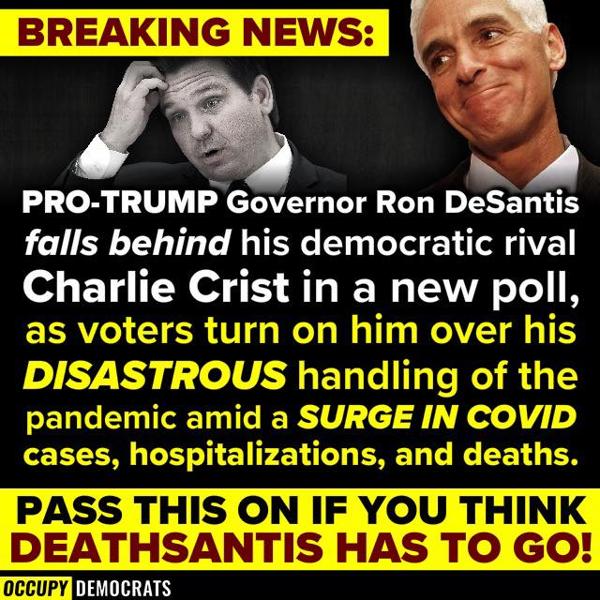 BREAKING NEWS:
PRO-TRUMP Governor Ron DeSantis
falls behind his democratic rival
Charlie Crist in a new poll,
as voters turn on him over his
DISASTROUS handling of the
pandemic amid a SURGE IN COVID
cases, hospitalizations, and deaths.
PASS THIS ON IF YOU THINK
DEATHSANTIS HAS TO GO!
OCCUPY DEMOCRATS